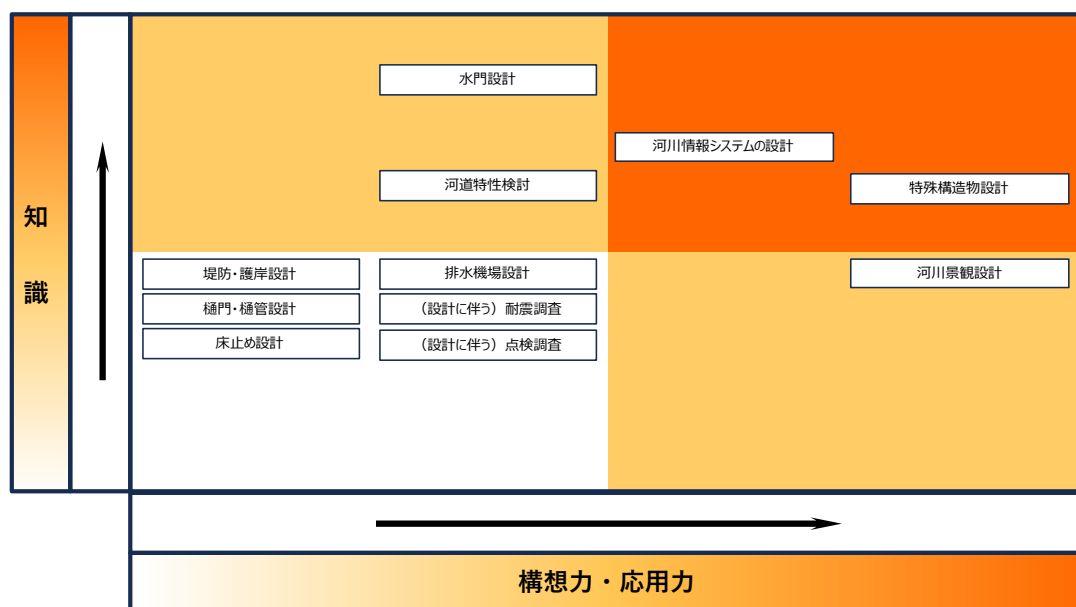 水門設計
河川情報システムの設計
河道特性検討
特殊構造物設計
知
識
堤防・護岸設計
排水機場設計
河川景観設計
樋門・樋管設計
(設計に伴う)耐震調査
床止め設計
(設計に伴う)点検調査
構想力・応用力